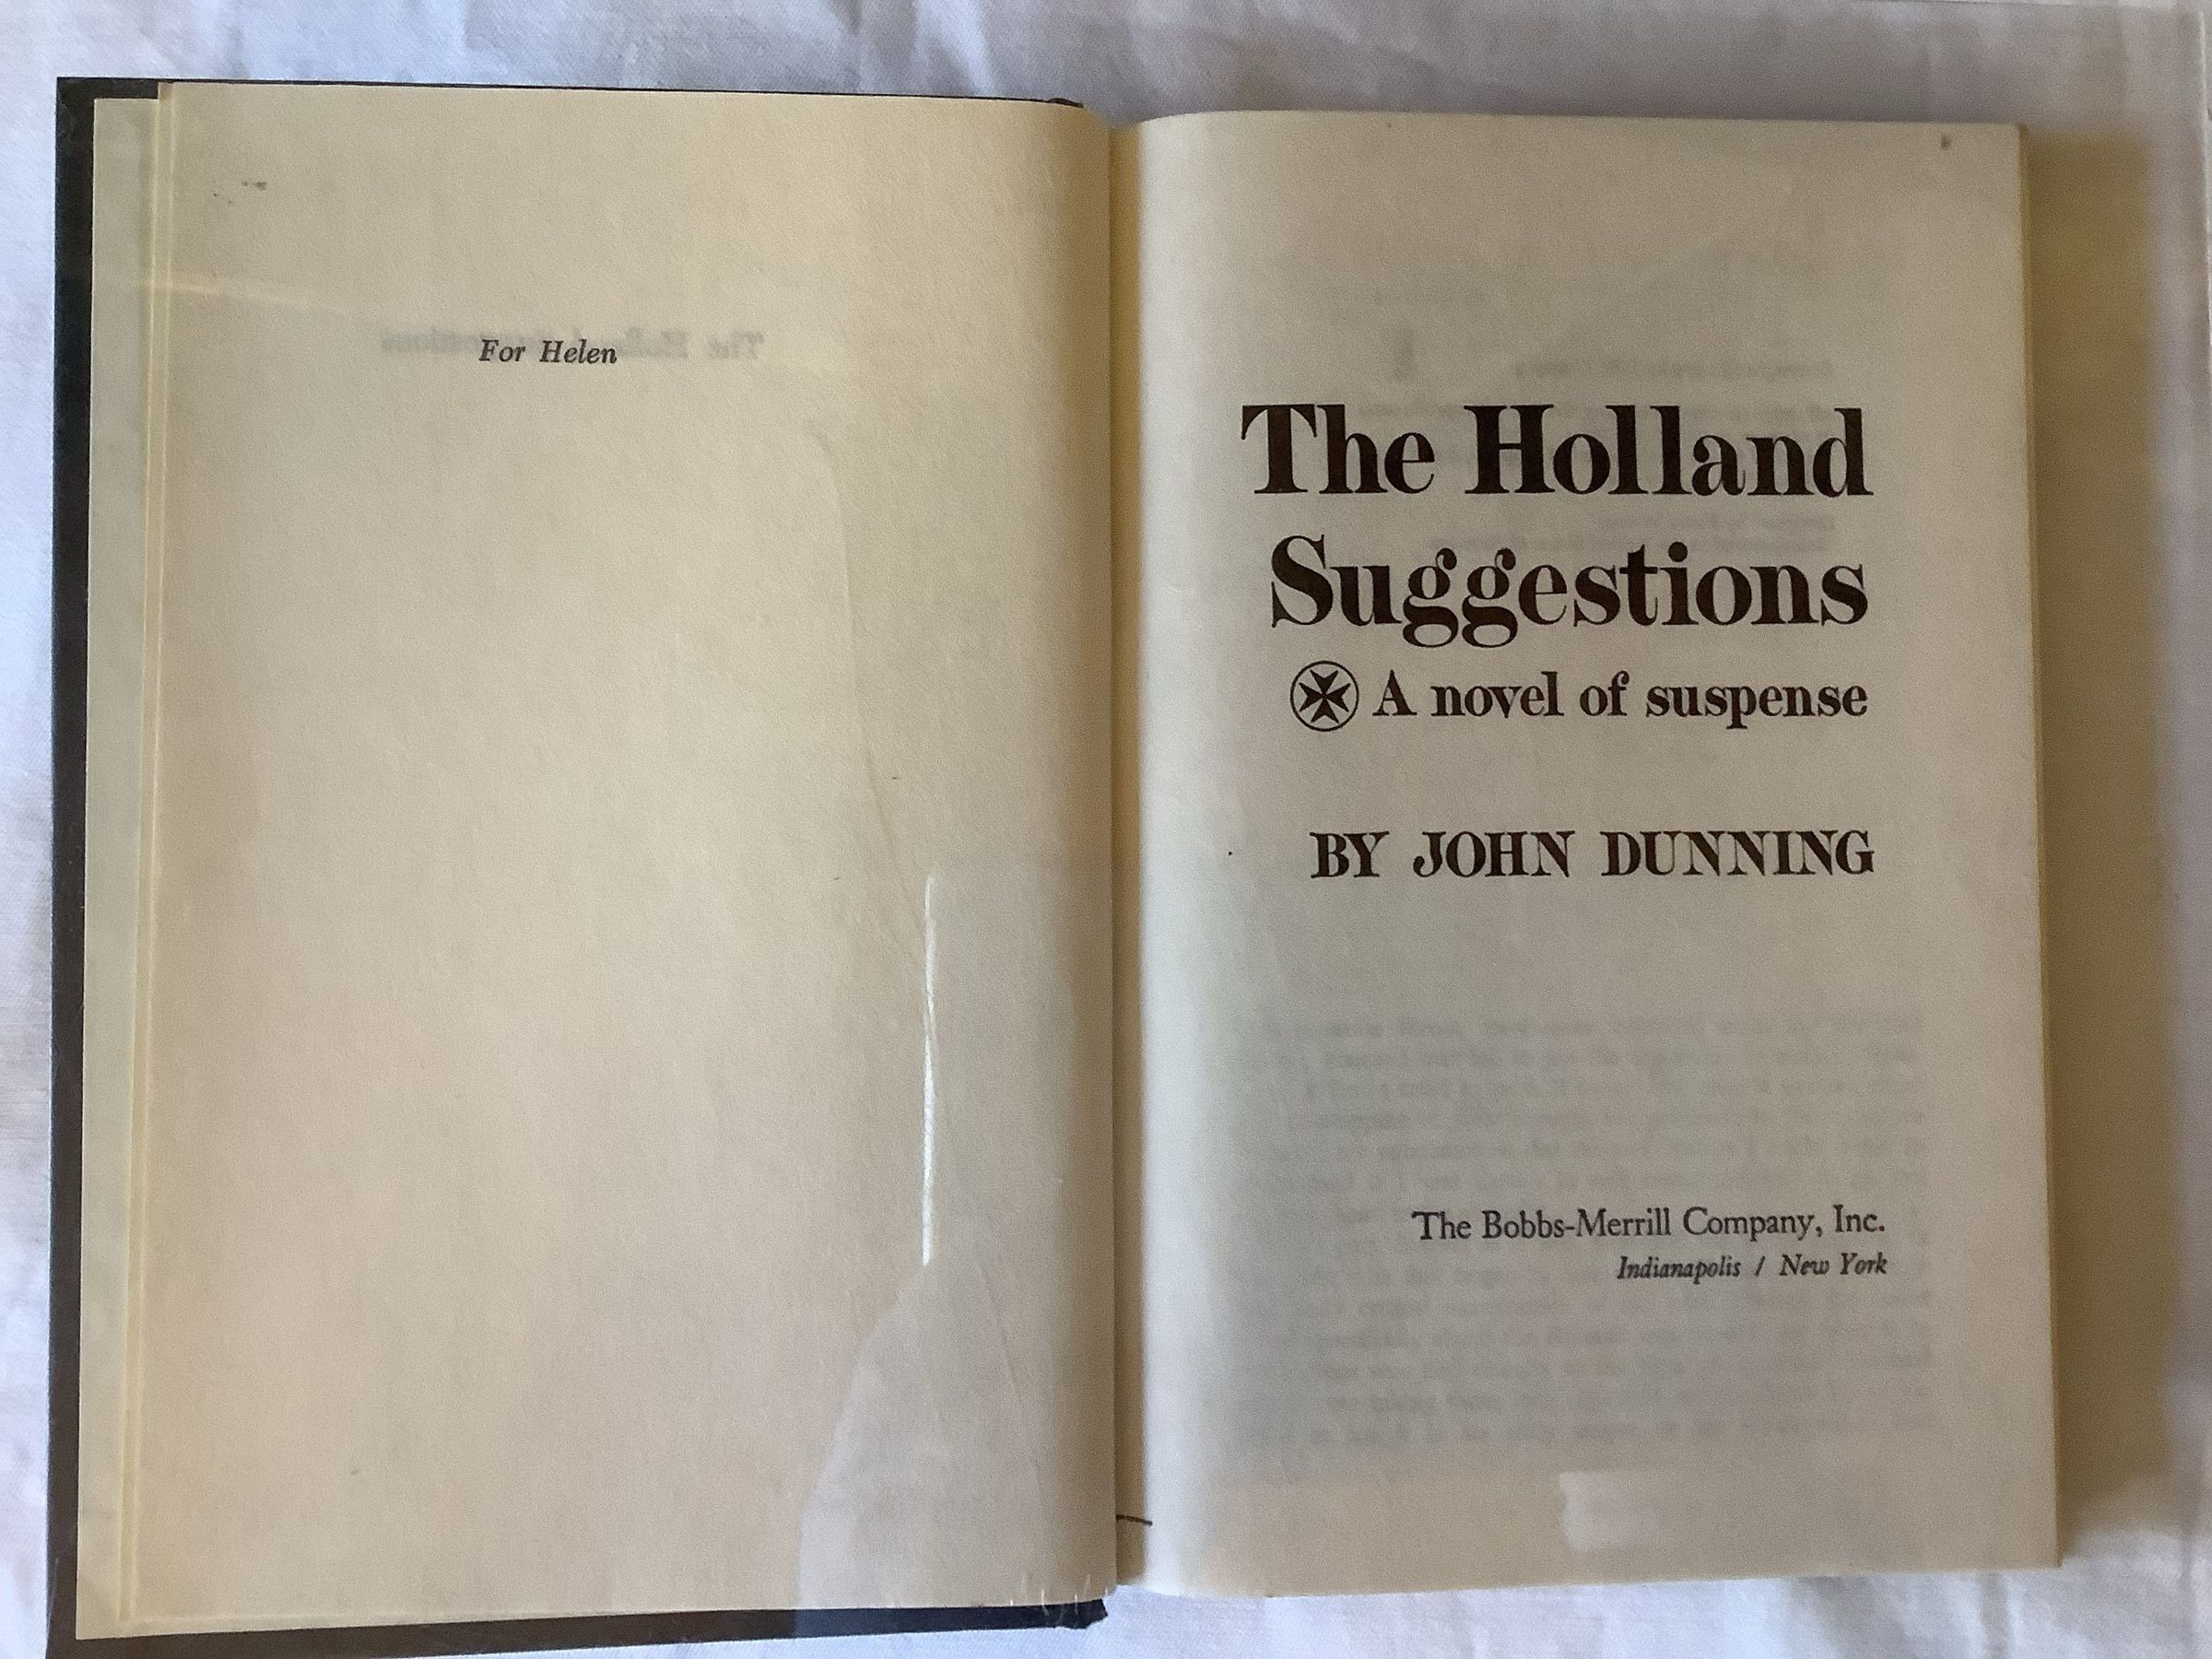 For Helen
The Holland
Suggestions
A novel of suspense
BY JOHN DUNNING
The Bobbs-Merrill Company, Inc.
Indianapolis / New York